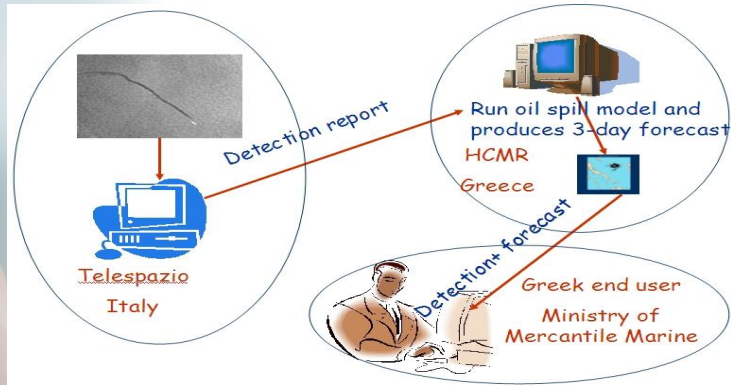 Telespazio
Italy
Detection report
Run oil spill model and
produces 3-day forecast
HCMR
Greece
Detection+ forecast
Greek end user
Ministry of
Mercantile Marine